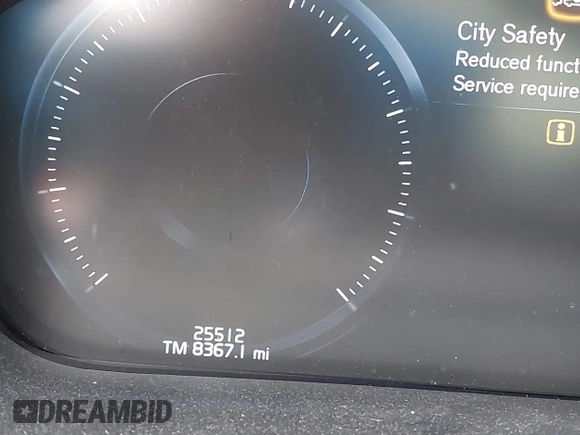 City Safety
Reduced funct
Service require
25512
TM 8367.1 mi
DREAMBID